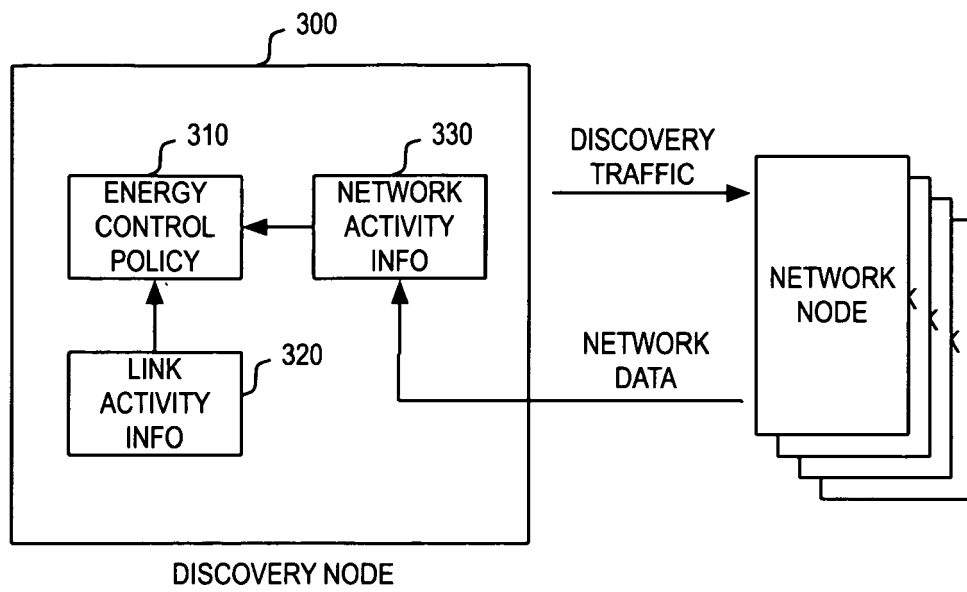 300
310
330
ENERGY
CONTROL
POLICY
NETWORK
ACTIVITY
INFO
DISCOVERY
TRAFFIC
NETWORK
NODE
K
K
K
320
LINK
ACTIVITY
INFO
NETWORK
DATA
DISCOVERY NODE